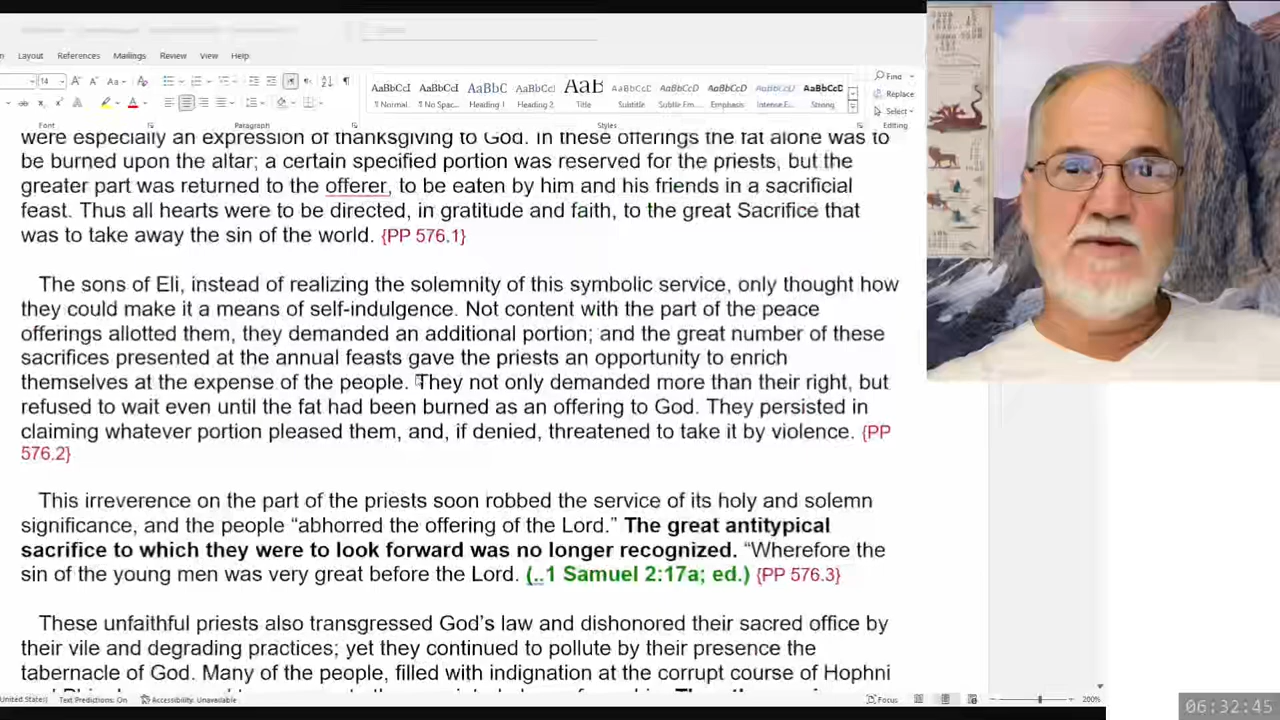 Layout References Mailings Review View Help
14 Aa
AaBbCcI AaBbCcI AaBbC AaBbCcI AaB AaBbCcD AaBbCcD AaBbCcD AaBbCcD AaBbCcD
¶ Normal ¶ No Spac... Heading 1 Heading 2 Title Subtitle Subtle Em... Emphasis Intense E... Strong
Find
Replace
Select
Font Paragraph Styles Editing
were especially an expression of thanksgiving to God. In these offerings the fat alone was to
be burned upon the altar; a certain specified portion was reserved for the priests, but the
greater part was returned to the offerer, to be eaten by him and his friends in a sacrificial
feast. Thus all hearts were to be directed, in gratitude and faith, to the great Sacrifice that
was to take away the sin of the world. {PP 576.1}
The sons of Eli, instead of realizing the solemnity of this symbolic service, only thought how
they could make it a means of self-indulgence. Not content with the part of the peace
offerings allotted them, they demanded an additional portion; and the great number of these
sacrifices presented at the annual feasts gave the priests an opportunity to enrich
themselves at the expense of the people. They not only demanded more than their right, but
refused to wait even until the fat had been burned as an offering to God. They persisted in
claiming whatever portion pleased them, and, if denied, threatened to take it by violence. {PP
576.2}
This irreverence on the part of the priests soon robbed the service of its holy and solemn
significance, and the people “abhorred the offering of the Lord.” The great antitypical
sacrifice to which they were to look forward was no longer recognized. “Wherefore the
sin of the young men was very great before the Lord. (..1 Samuel 2:17a; ed.) {PP 576.3}
These unfaithful priests also transgressed God’s law and dishonored their sacred office by
their vile and degrading practices; yet they continued to pollute by their presence the
tabernacle of God. Many of the people, filled with indignation at the corrupt course of Hophni
United States) Text Predictions: On Accessibility: Unavailable Focus 200%
06:32:45